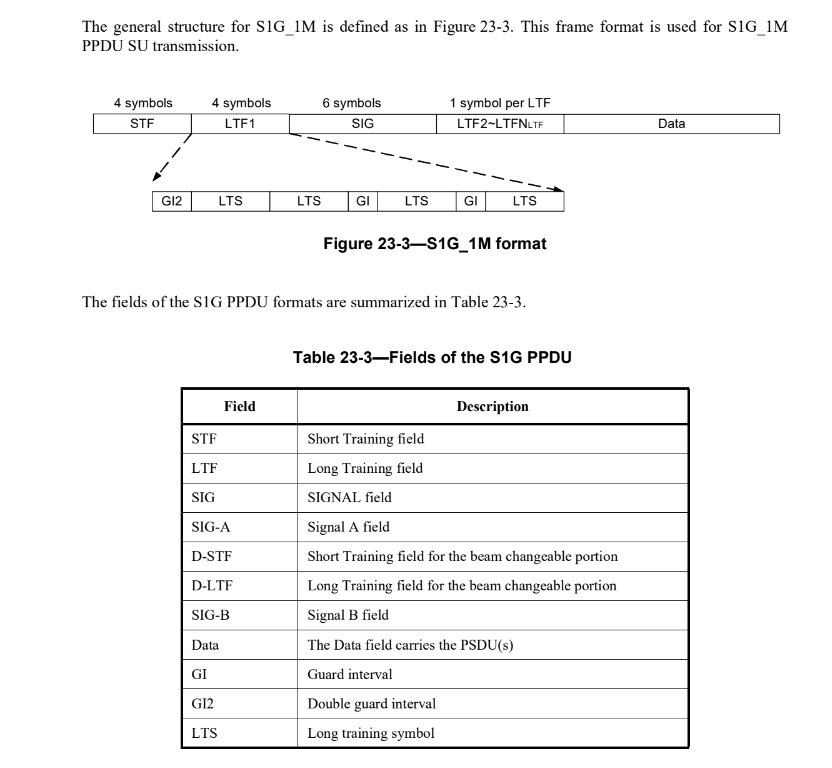 The general structure for S1G_1M is defined as in Figure 23-3. This frame format is used for S1G_1M
PPDU SU transmission.
4 symbols 4 symbols 6 symbols 1 symbol per LTF
STF LTF1 SIG LTF2~LTFNLTF Data
GI2 LTS LTS GI LTS GI LTS
Figure 23-3—S1G_1M format
The fields of the S1G PPDU formats are summarized in Table 23-3.
Table 23-3—Fields of the S1G PPDU
Field Description
STF Short Training field
LTF Long Training field
SIG SIGNAL field
SIG-A Signal A field
D-STF Short Training field for the beam changeable portion
D-LTF Long Training field for the beam changeable portion
SIG-B Signal B field
Data The Data field carries the PSDU(s)
GI Guard interval
GI2 Double guard interval
LTS Long training symbol